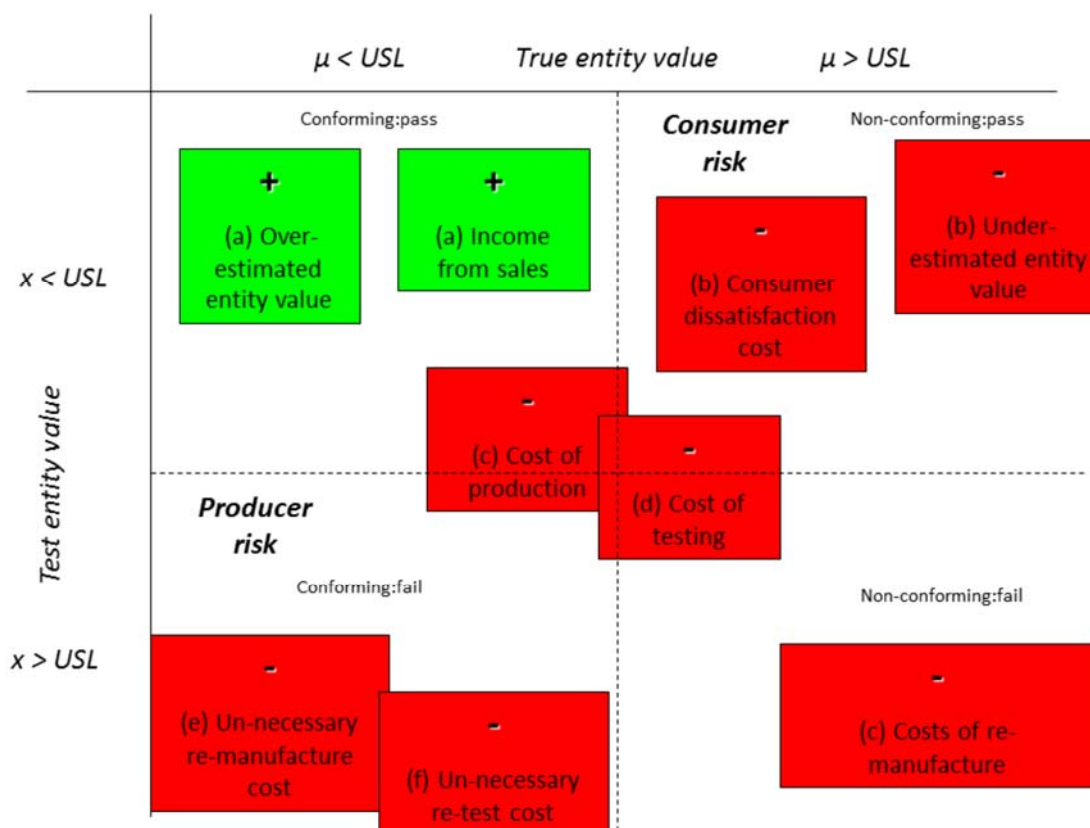 μ < USL True entity value μ > USL
Conforming:pass
Consumer
risk
Non-conforming:pass
x < USL
+
(a) Over-
estimated
entity value
+
(a) Income
from sales
-
(b) Consumer
dissatisfaction
cost
-
(b) Under-
estimated entity
value
Test entity value
-
(c) Cost of
production
-
(d) Cost of
testing
Producer
risk
Conforming:fail
Non-conforming:fail
x > USL
-
(e) Un-necessary
re-manufacture
cost
-
(f) Un-necessary
re-test cost
-
(c) Costs of re-
manufacture